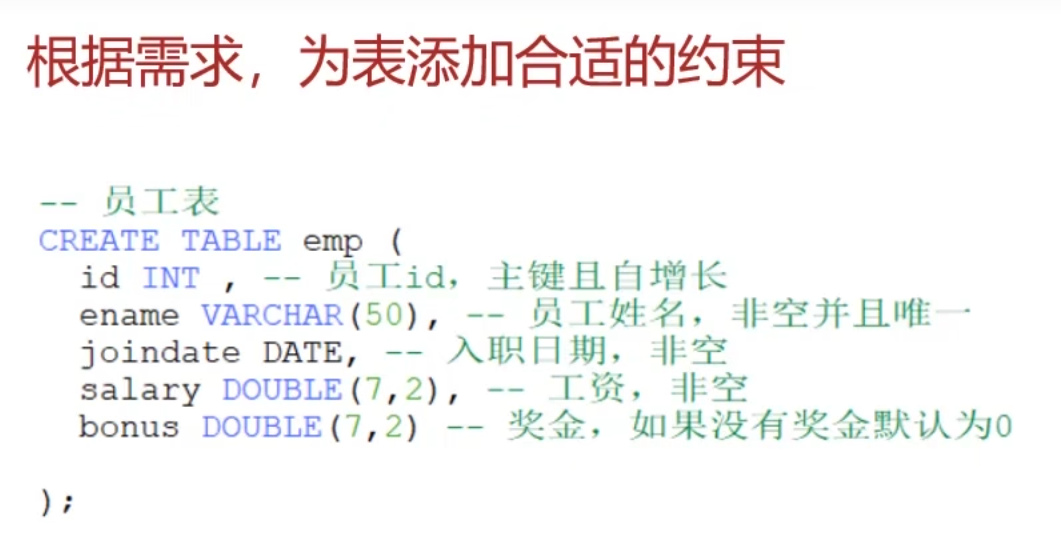 根据需求，为表添加合适的约束
-- 员工表
CREATE TABLE emp (
id INT , -- 员工id，主键且自增长
ename VARCHAR(50), -- 员工姓名，非空并且唯一
joindate DATE, -- 入职日期，非空
salary DOUBLE(7,2), -- 工资，非空
bonus DOUBLE(7,2) -- 奖金，如果没有奖金默认为0
);